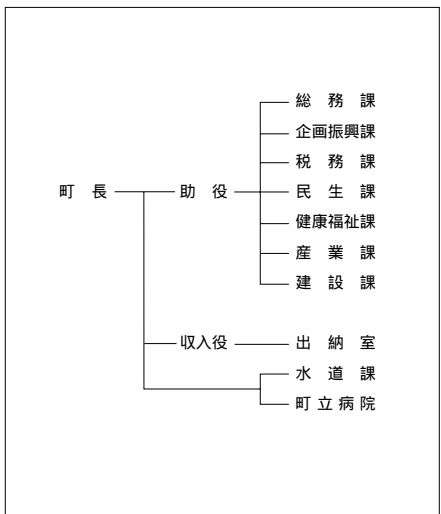 総務課
企画振興課
税務課
町長 助役 民生課
健康福祉課
産業課
建設課
収入役 出納室
水道課
町立病院